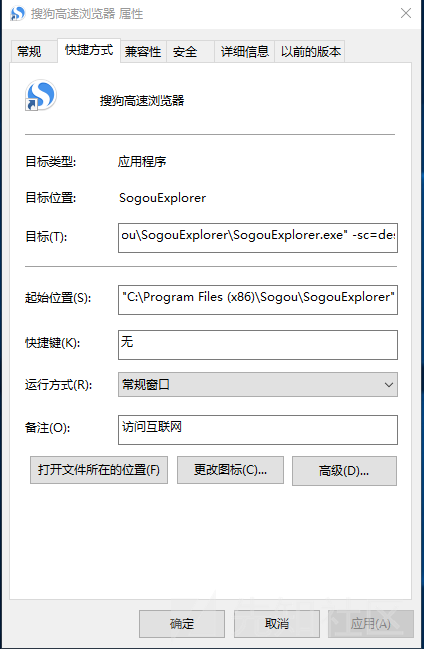 搜狗高速浏览器 属性
常规 快捷方式 兼容性 安全 详细信息 以前的版本
搜狗高速浏览器
目标类型: 应用程序
目标位置: SogouExplorer
目标(T): ou\SogouExplorer\SogouExplorer.exe" -sc=des
起始位置(S): "C:\Program Files (x86)\Sogou\SogouExplorer"
快捷键(K): 无
运行方式(R): 常规窗口
备注(O): 访问互联网
打开文件所在的位置(F) 更改图标(C)... 高级(D)...
确定 取消 应用(A)